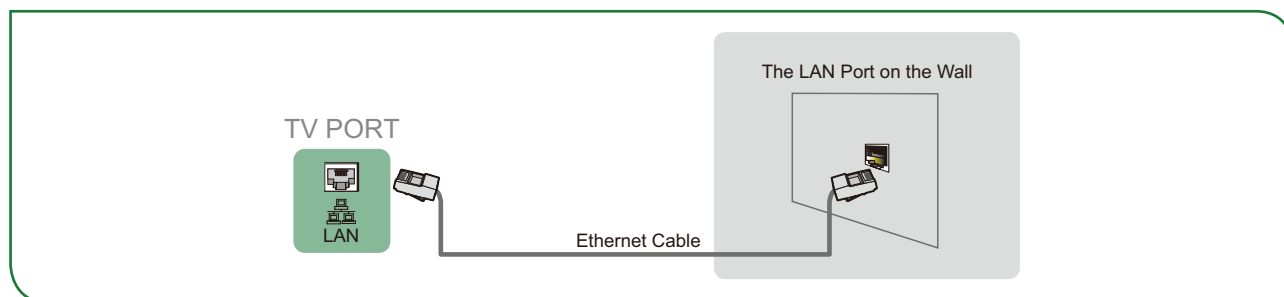 The LAN Port on the Wall
TV PORT
LAN
Ethernet Cable